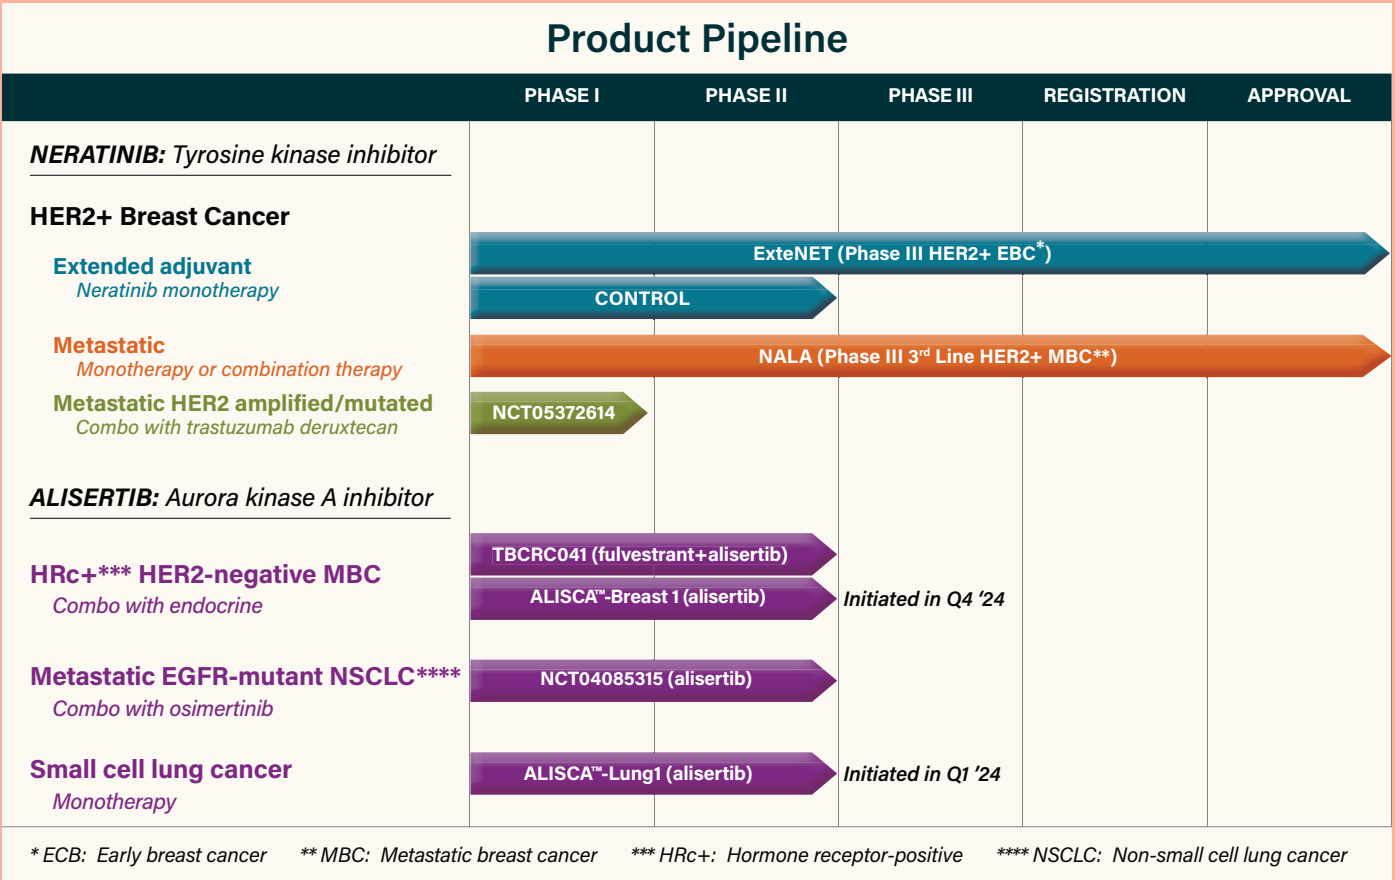 Product Pipeline
PHASE I PHASE II PHASE III REGISTRATION APPROVAL
NERATINIB: Tyrosine kinase inhibitor
HER2+ Breast Cancer
Extended adjuvant
Neratinib monotherapy
ExteNET (Phase III HER2+ EBC*)
CONTROL
Metastatic
Monotherapy or combination therapy
NALA (Phase III 3rd Line HER2+ MBC**)
Metastatic HER2 amplified/mutated
Combo with trastuzumab deruxtecan
NCT05372614
ALISERTIB: Aurora kinase A inhibitor
HRc+*** HER2-negative MBC
Combo with endocrine
TBCRC041 (fulvestrant+alisertib)
ALISCA™-Breast 1 (alisertib) Initiated in Q4 ’24
Metastatic EGFR-mutant NSCLC****
Combo with osimertinib
NCT04085315 (alisertib)
Small cell lung cancer
Monotherapy
ALISCA™-Lung1 (alisertib) Initiated in Q1 ’24
* ECB: Early breast cancer ** MBC: Metastatic breast cancer *** HRc+: Hormone receptor-positive **** NSCLC: Non-small cell lung cancer